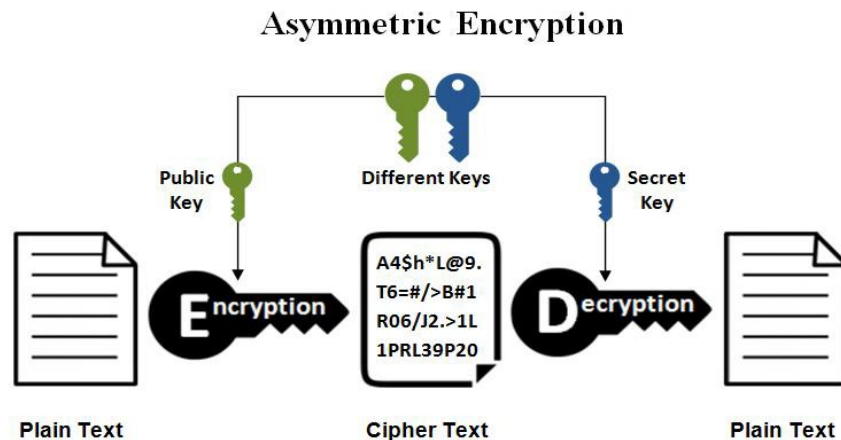 Asymmetric Encryption
Public
Key
Different Keys
Secret
Key
Encryption
A4$h*L@9.
T6=#/>B#1
R06/J2.>1L
1PRL39P20
Decryption
Plain Text
Cipher Text
Plain Text